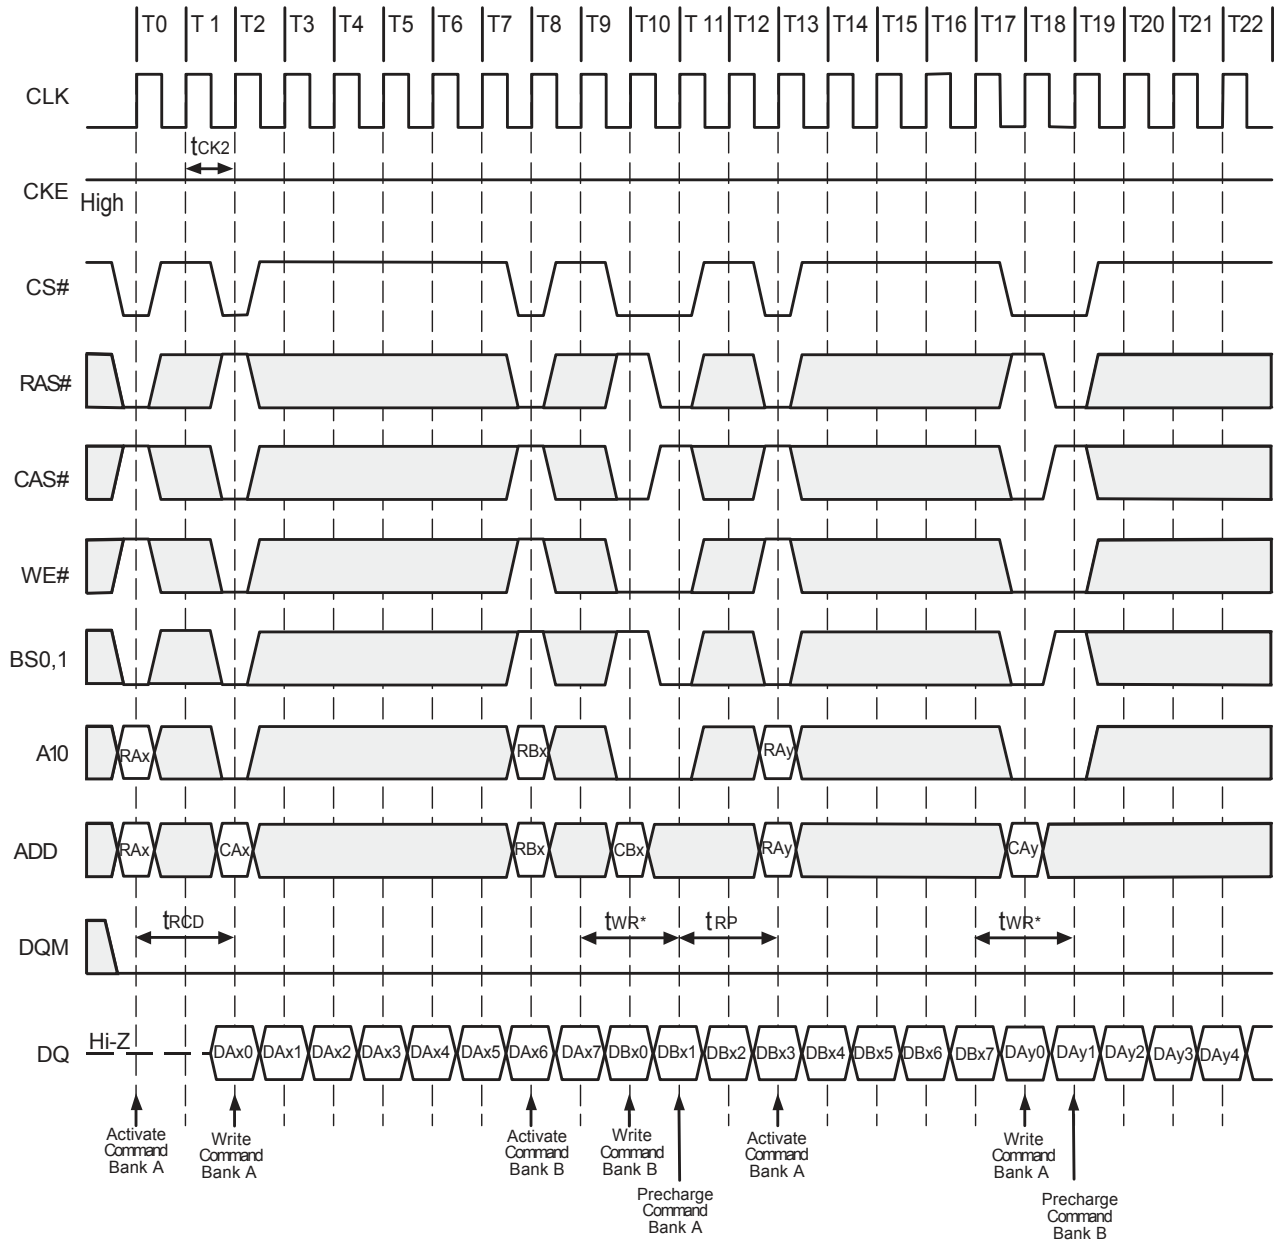 T0 T 1 T2 T3 T4 T5 T6 T7 T8 T9 T10 T 11 T12 T13 T14 T15 T16 T17 T18 T19 T20 T21 T22
CLK
tCK2
CKE
High
CS#
RAS#
CAS#
WE#
BS0,1
A10 RAx RBx RAy
ADD RAx CAx RBx CBx RAy CAy
tRCD tWR* tRP tWR*
DQM
Hi-Z
DQ DAx0 DAx1 DAx2 DAx3 DAx4 DAx5 DAx6 DAx7 DBx0 DBx1 DBx2 DBx3 DBx4 DBx5 DBx6 DBx7 DAy0 DAy1 DAy2 DAy3 DAy4
Activate
Command
Bank A
Write
Command
Bank A
Activate
Command
Bank B
Write
Command
Bank B
Precharge
Command
Bank A
Activate
Command
Bank A
Write
Command
Bank A
Precharge
Command
Bank B